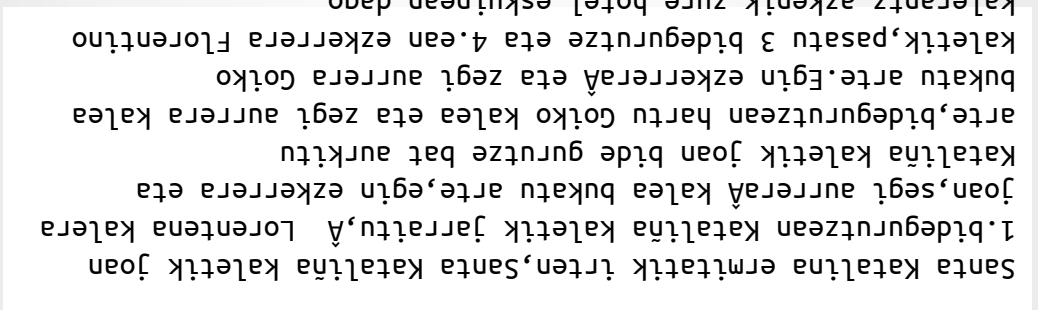 Santa Katalina ermitatik irten,Santa Kataliña kaletik joan
1.bidegurutzean Kataliña kaletik jarraitu,Â  Lorentena kalera
joan,segi aurreraÂ kalea bukatu arte,egin ezkerrera eta
Kataliña kaletik joan bide gurutze bat aurkitu
arte,bidegurutzean hartu Goiko kalea eta zegi aurrera kalea
bukatu arte.Egin ezkerreraÂ eta zegi aurrera Goiko
kaletik,pasatu 3 bidegurutze eta 4.ean ezkerrera Florentino
kalerantz azkenik zure hotel eskuinean dago